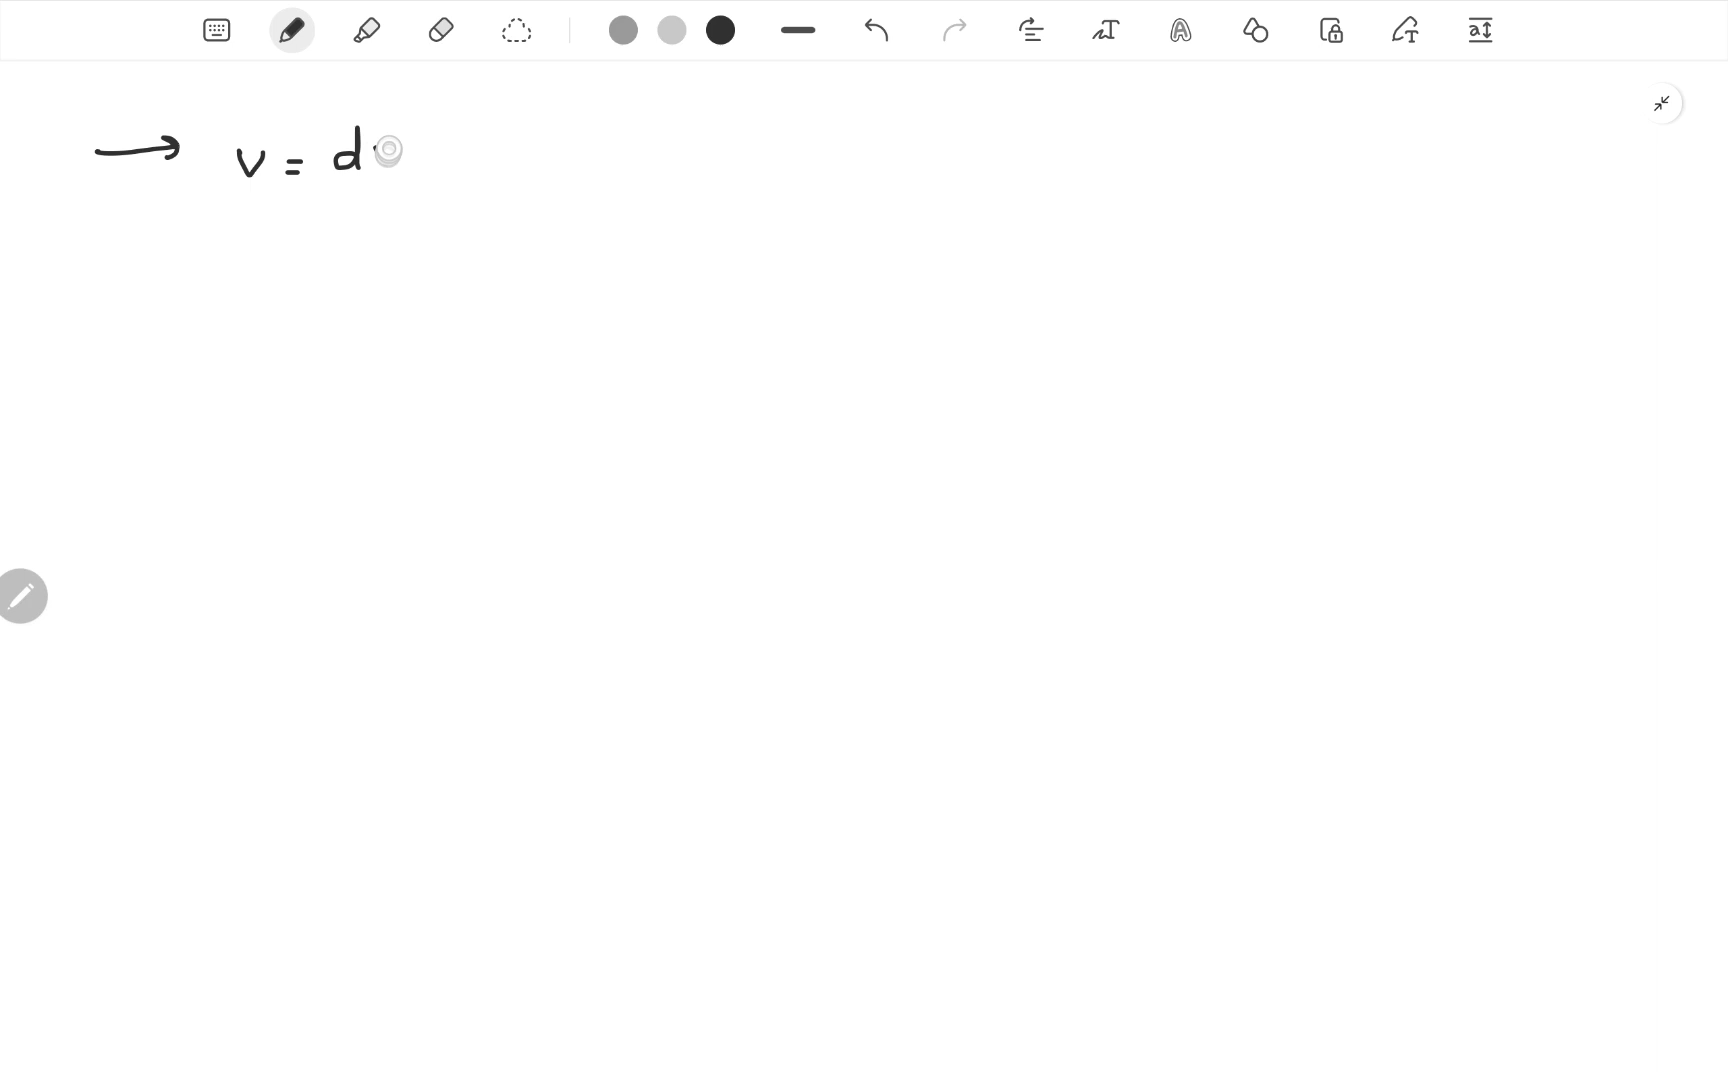 → v = d